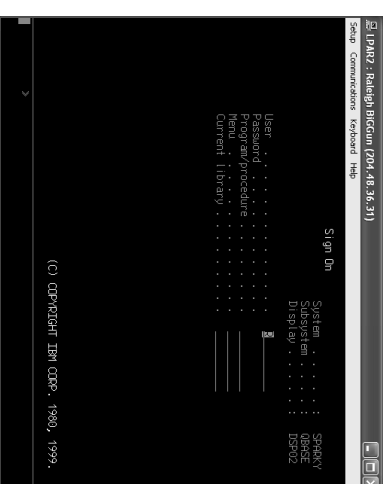 LPAR2 : Raleigh BIGGun (204.48.36.31)
Setup Communications Keyboard Help
Sign On
System . . . . . : SPARKY
Subsystem . . . . : QBASE
Display . . . . . : DSP02
User . . . . . . . . . . . . . .
Password . . . . . . . . . . . .
Program/procedure . . . . . . . .
Menu . . . . . . . . . . . . . .
Current library . . . . . . . . .
(C) COPYRIGHT IBM CORP. 1980, 1999.